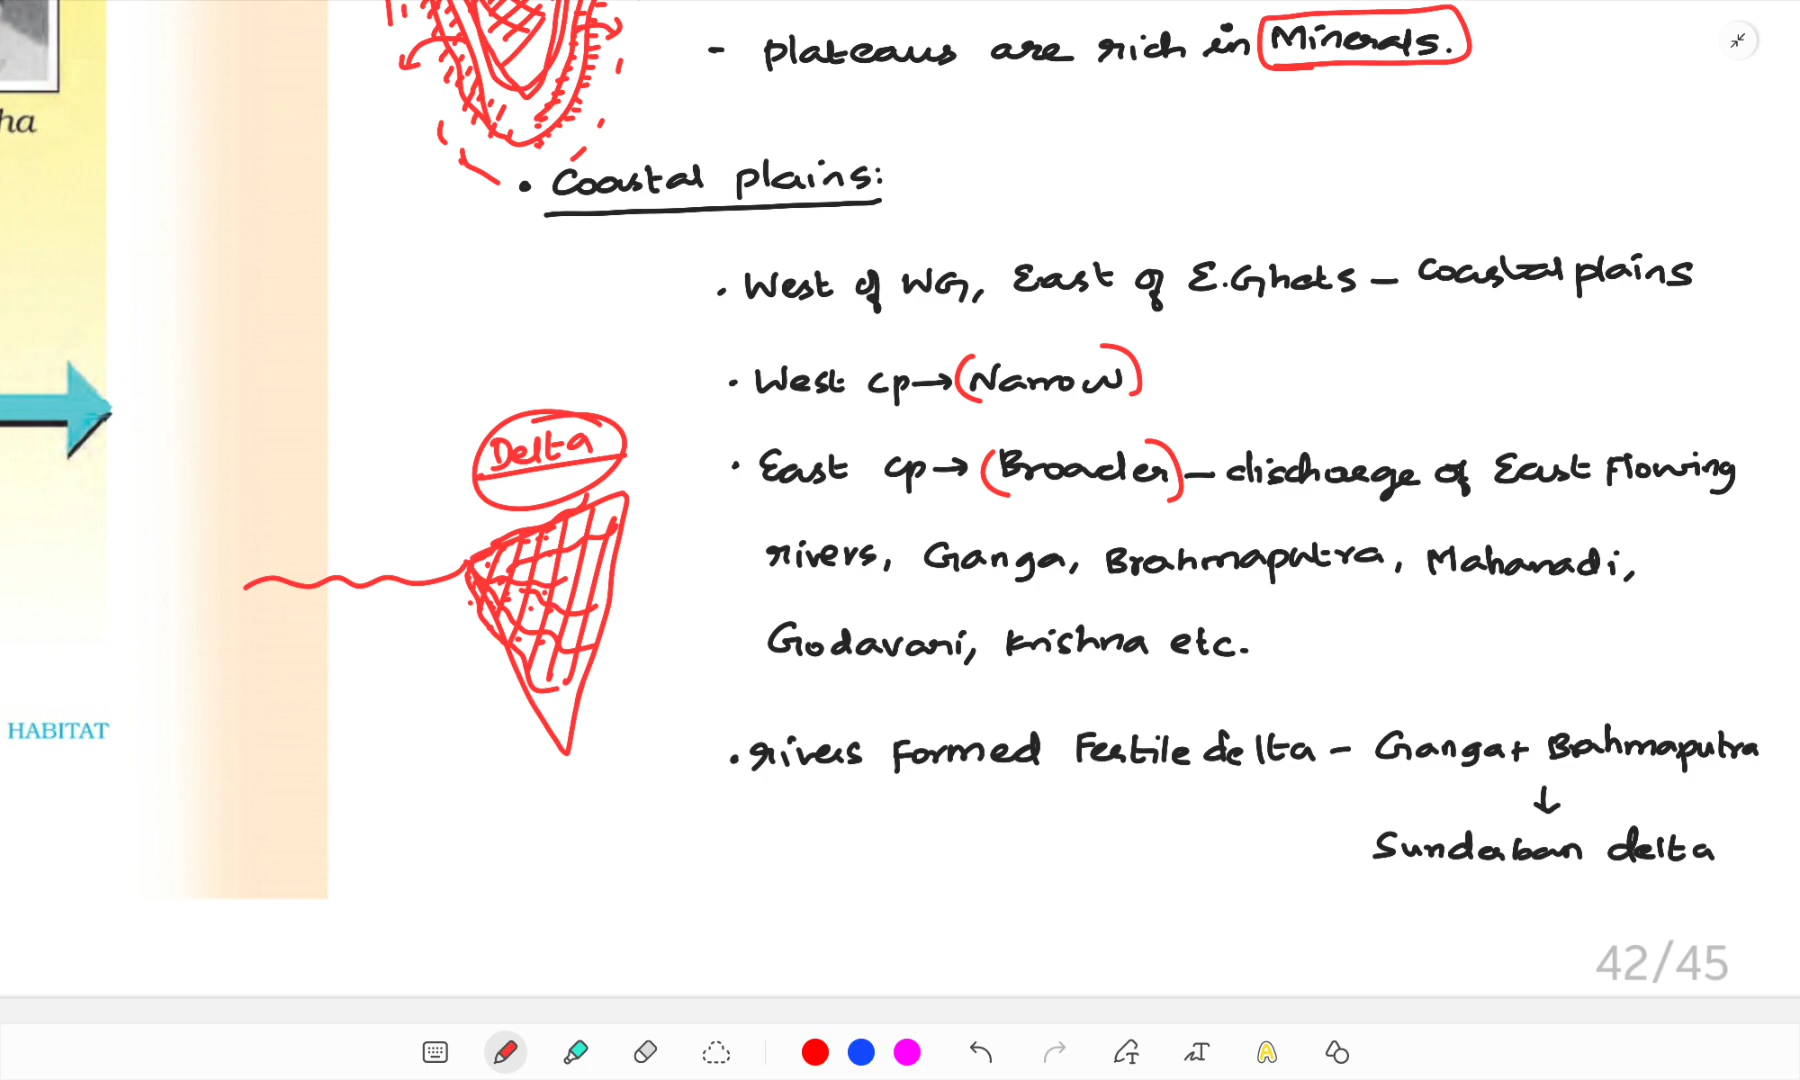 - plateaus are rich in Minerals.
ha
• Coastal plains:
. West of WG, East of E.Ghats - Coastal plains
. West cp→(Narrow)
Delta
. East cp→(Broader) - discharge of East Flowing
rivers, Ganga, Brahmaputra, Mahanadi,
Godavari, Krishna etc.
HABITAT
. rivers Formed Fertile delta - Ganga+ Bahmaputra
↓
Sundaban delta
42/45